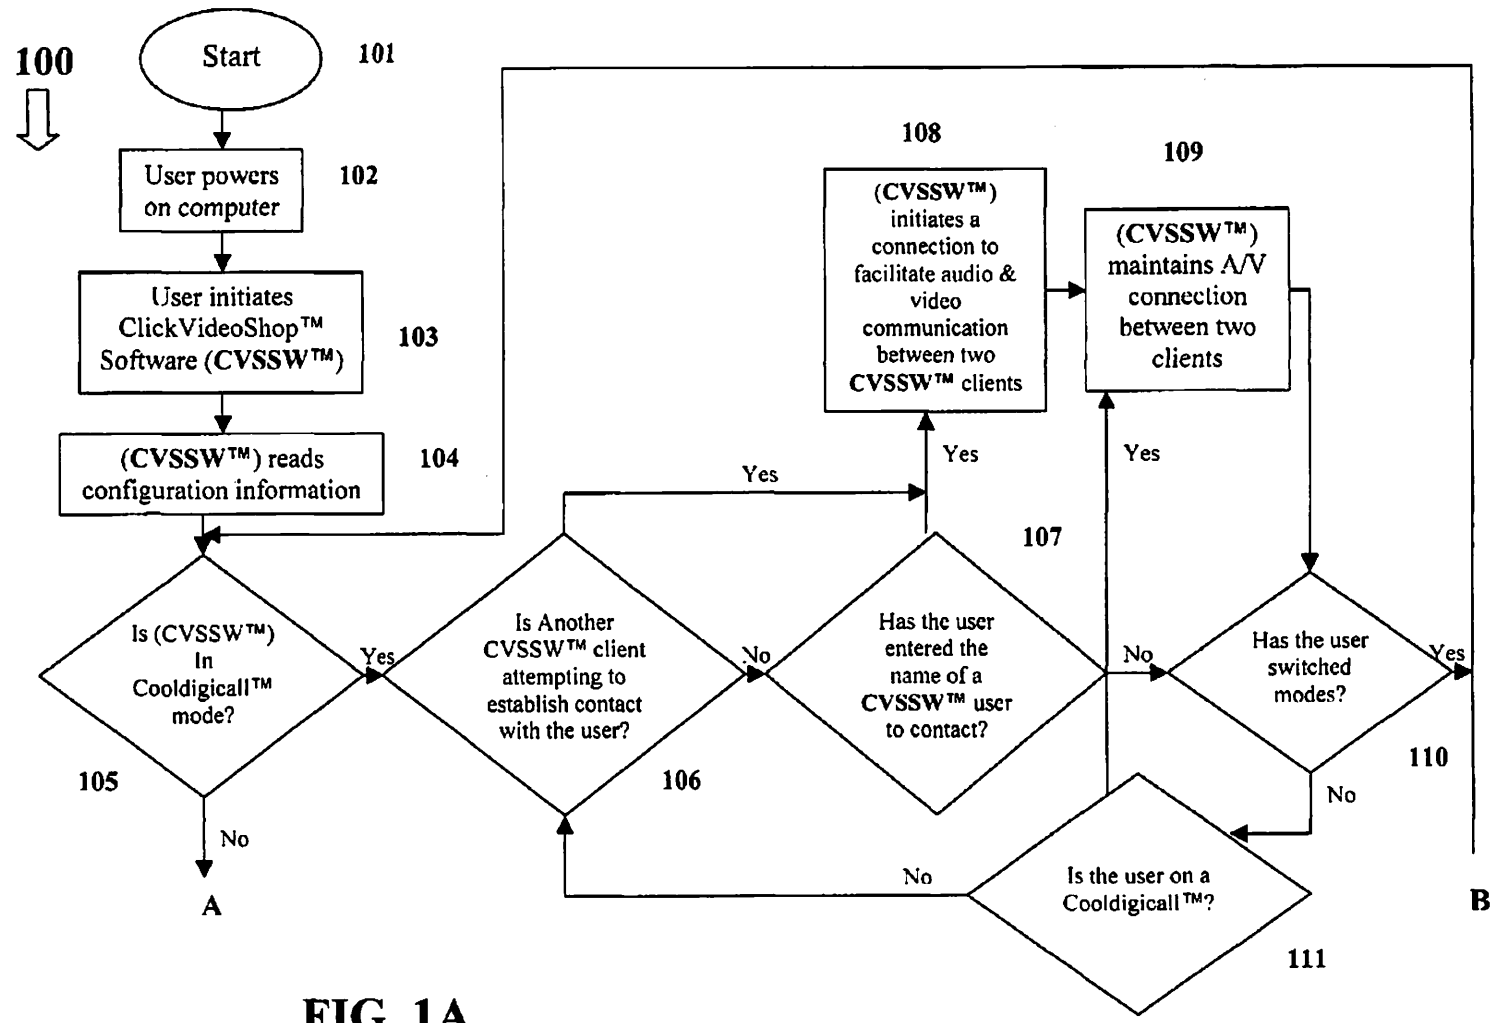 100
Start
101
User powers
on computer
102
User initiates
ClickVideoShop™
Software (CVSSW™)
103
(CVSSW™) reads
configuration information
104
Is (CVSSW™)
In
Cooldigicall™
mode?
105
Yes
No
A
Is Another
CVSSW™ client
attempting to
establish contact
with the user?
106
Yes
No
Has the user
entered the
name of a
CVSSW™ user
to contact?
107
Yes
No
108
(CVSSW™)
initiates a
connection to
facilitate audio &
video
communication
between two
CVSSW™ clients
109
(CVSSW™)
maintains A/V
connection
between two
clients
Yes
Has the user
switched
modes?
110
Yes
No
Is the user on a
Cooldigicall™?
111
No
B
FIG. 1A